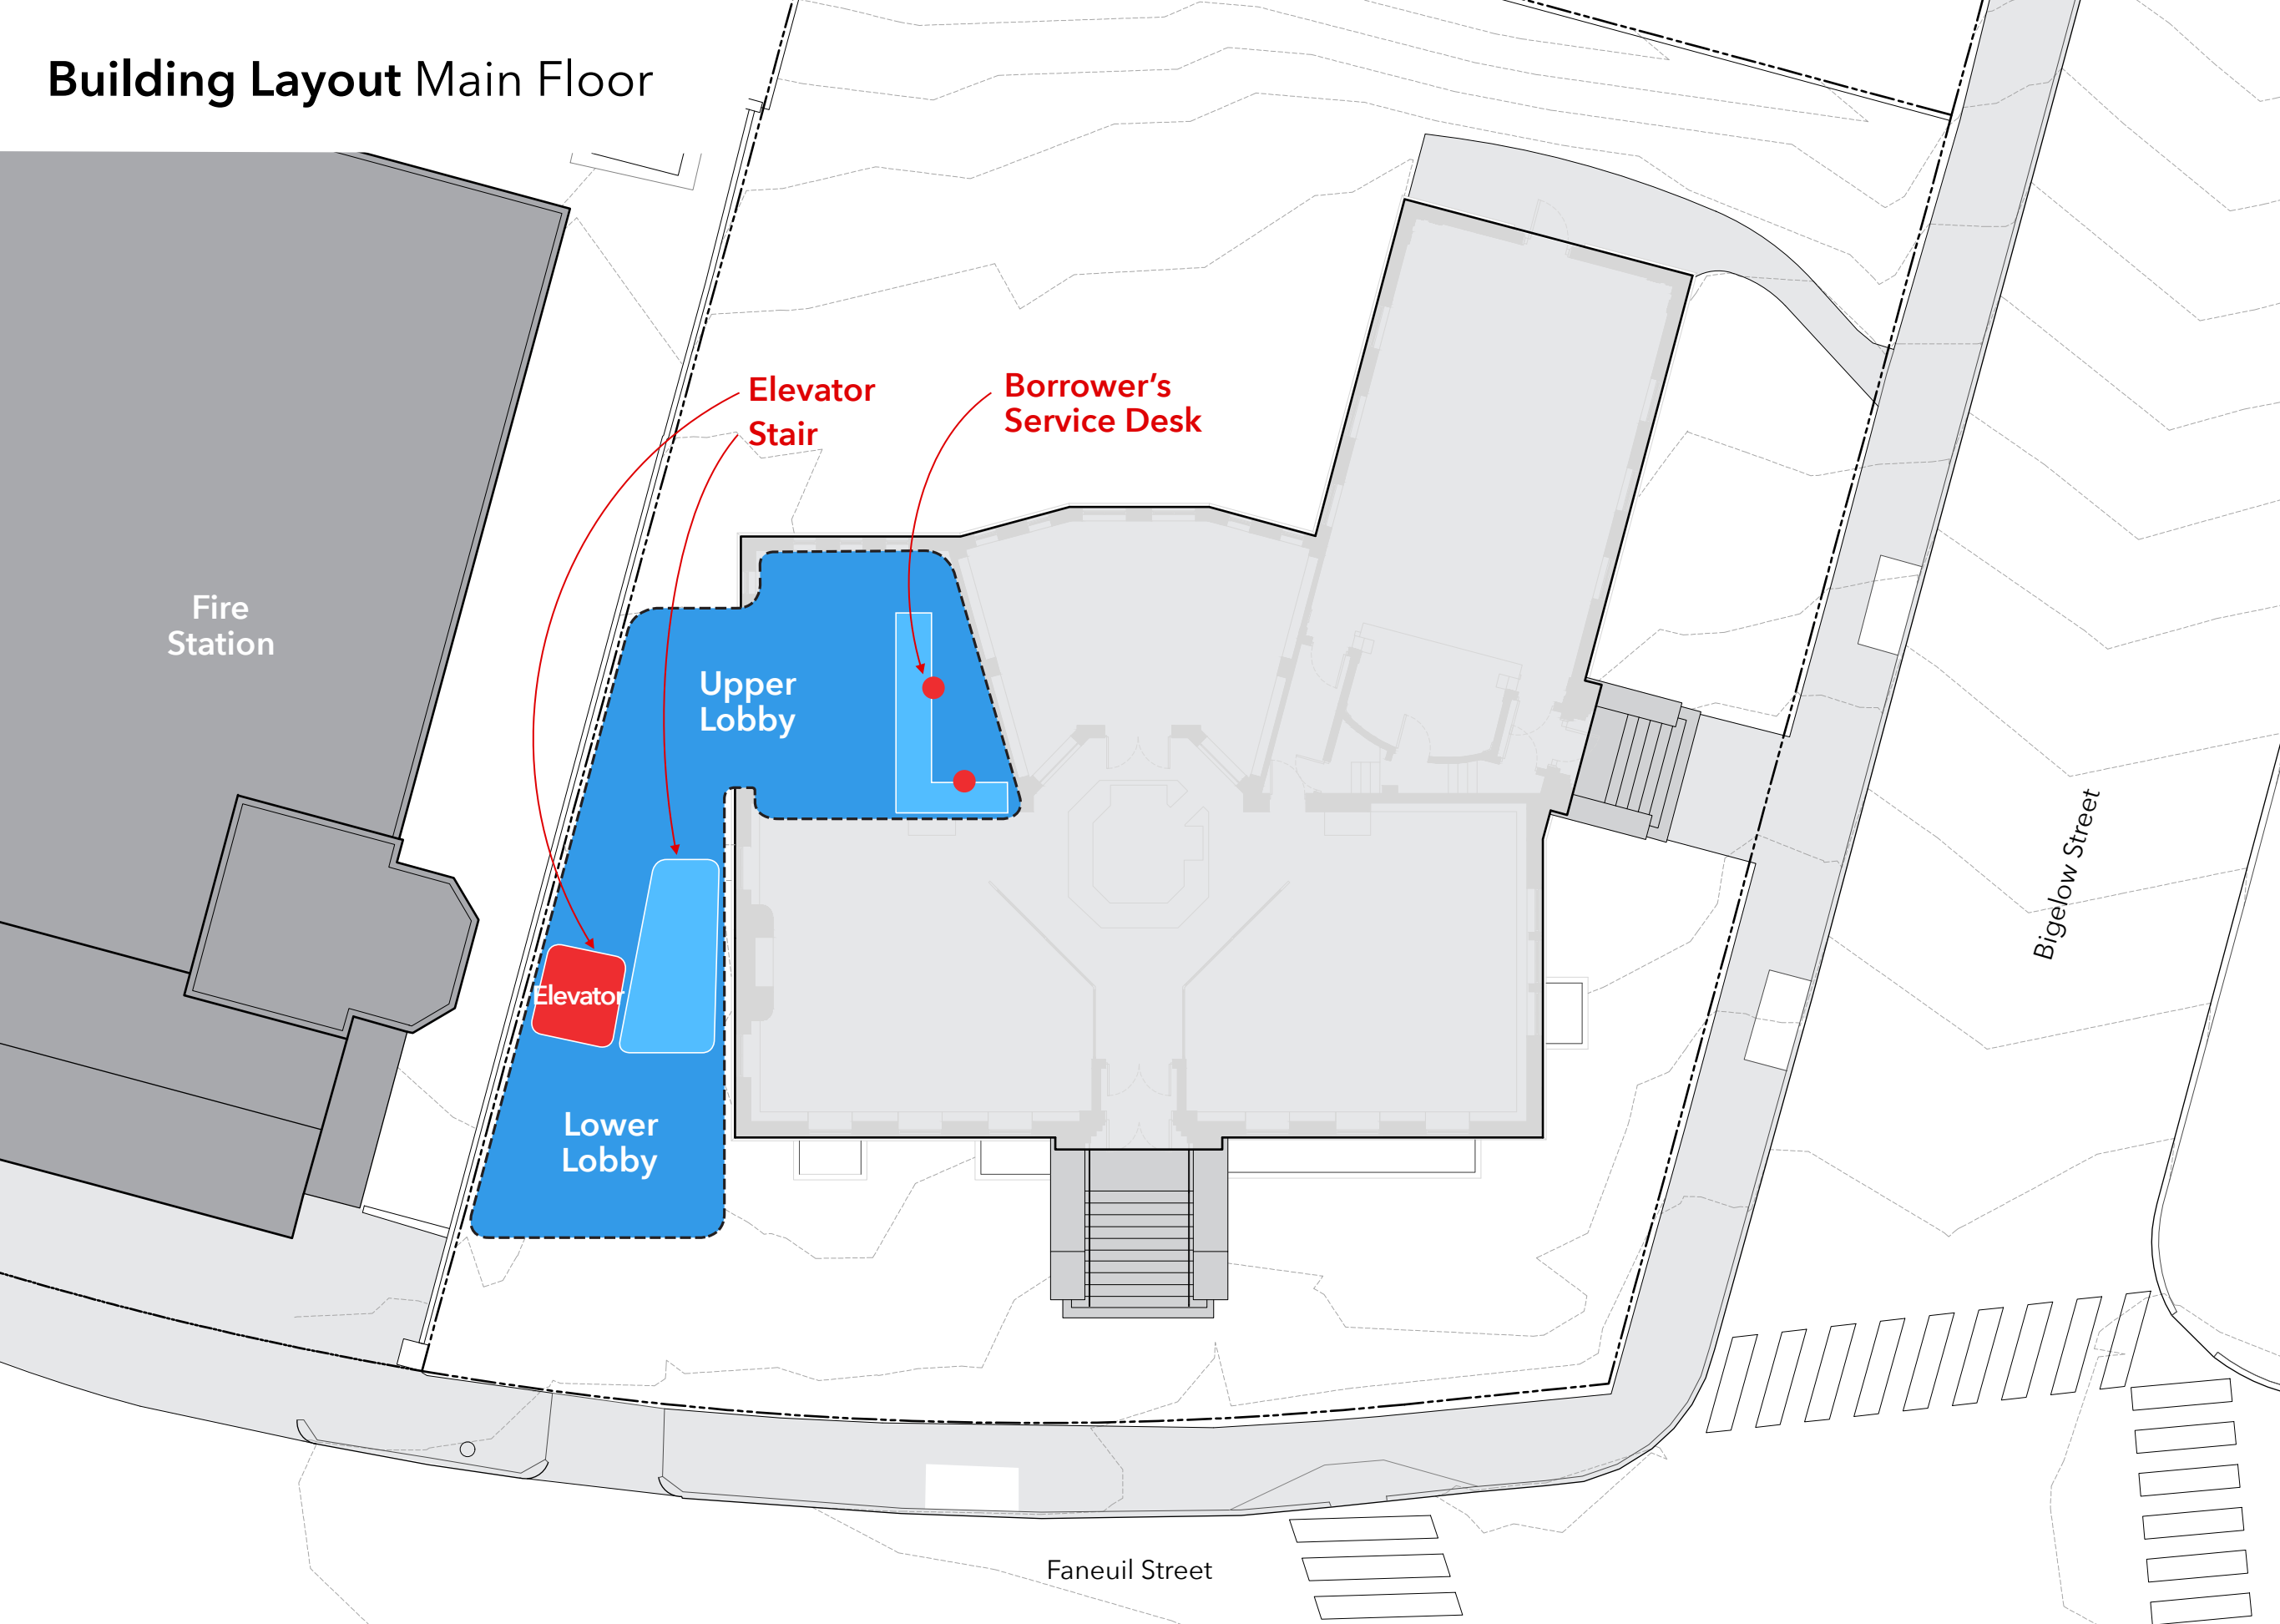 Building Layout Main Floor
Elevator
Stair
Borrower’s
Service Desk
Fire
Station
Upper
Lobby
Elevator
Lower
Lobby
Bigelow Street
Faneuil Street